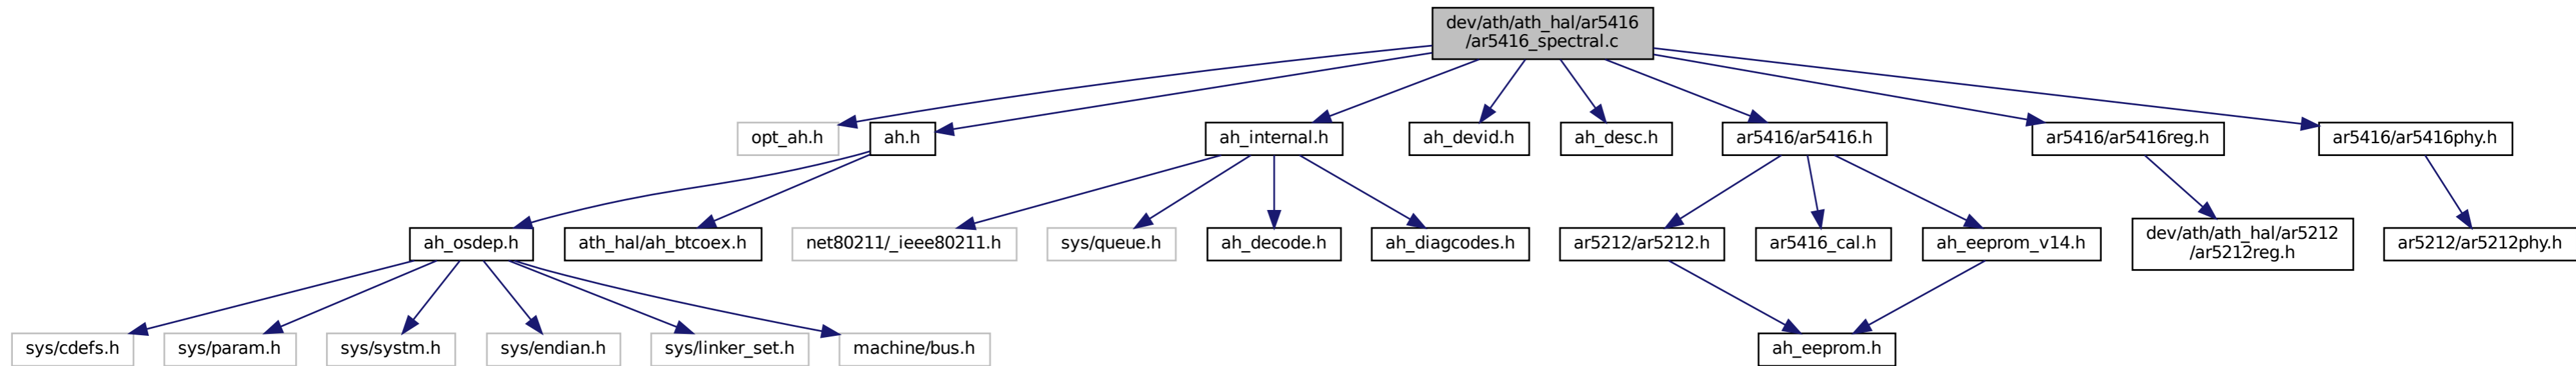 dev/ath/ath_hal/ar5416
/ar5416_spectral.c
opt_ah.h
ah.h
ah_internal.h
ah_devid.h
ah_desc.h
ar5416/ar5416.h
ar5416/ar5416reg.h
ar5416/ar5416phy.h
ah_osdep.h
ath_hal/ah_btcoex.h
net80211/_ieee80211.h
sys/queue.h
ah_decode.h
ah_diagcodes.h
ar5212/ar5212.h
ar5416_cal.h
ah_eeprom_v14.h
dev/ath/ath_hal/ar5212
/ar5212reg.h
ar5212/ar5212phy.h
sys/cdefs.h
sys/param.h
sys/systm.h
sys/endian.h
sys/linker_set.h
machine/bus.h
ah_eeprom.h